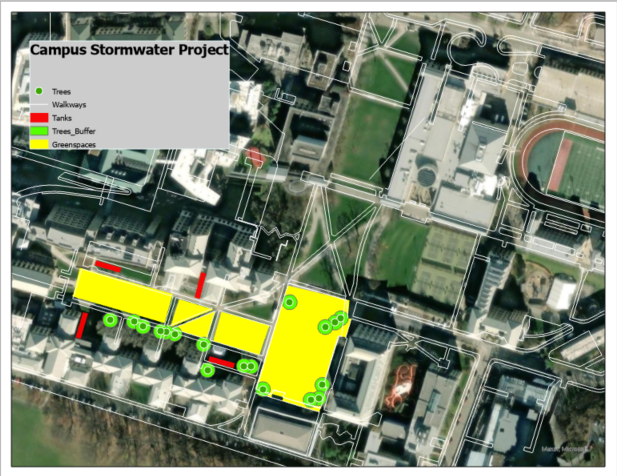 Campus Stormwater Project
Trees
Walkways
Tanks
Trees_Buffer
Greenspaces